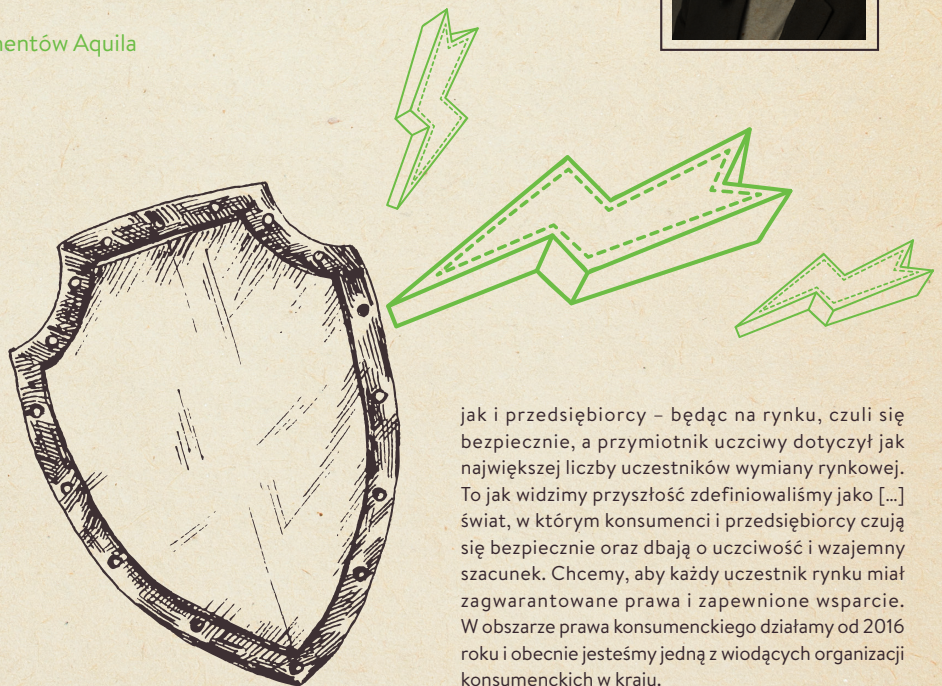 Aquila
jak i przedsiębiorcy – będąc na rynku, czuli się
bezpiecznie, a przymiotnik uczciwy dotyczył jak
największej liczby uczestników wymiany rynkowej.
To jak widzimy przyszłość zdefiniowaliśmy jako [...]
świat, w którym konsumenci i przedsiębiorcy czują
się bezpiecznie oraz dbają o uczciwość i wzajemny
szacunek. Chcemy, aby każdy uczestnik rynku miał
zagwarantowane prawa i zapewnione wsparcie.
W obszarze prawa konsumenckiego działamy od 2016
roku i obecnie jesteśmy jedną z wiodących organizacji
konsumenckich w kraju.